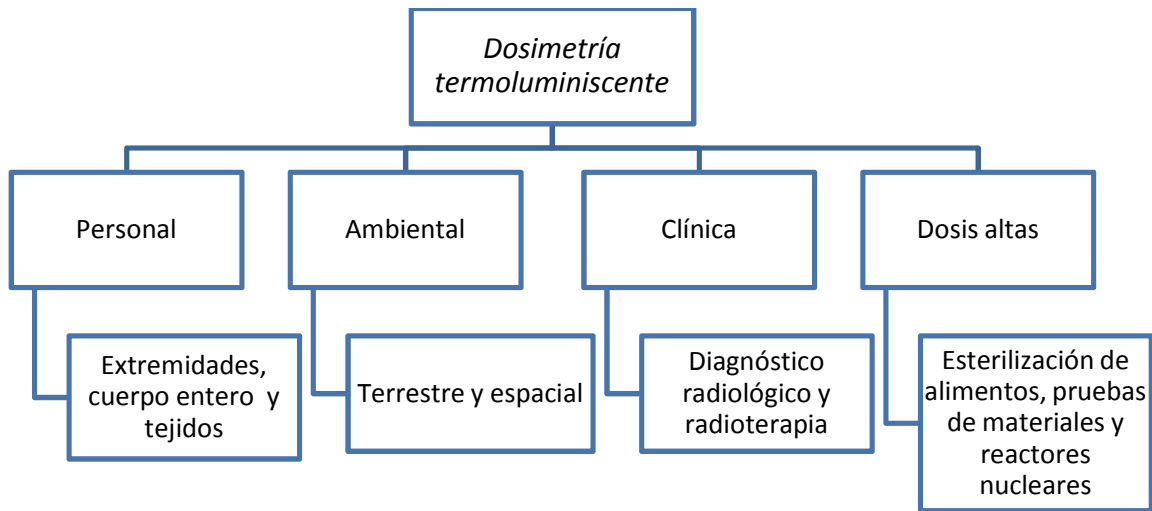 Dosimetría
termoluminiscente
Personal
Ambiental
Clínica
Dosis altas
Extremidades,
cuerpo entero y
tejidos
Terrestre y espacial
Diagnóstico
radiológico y
radioterapia
Esterilización de
alimentos, pruebas
de materiales y
reactores
nucleares